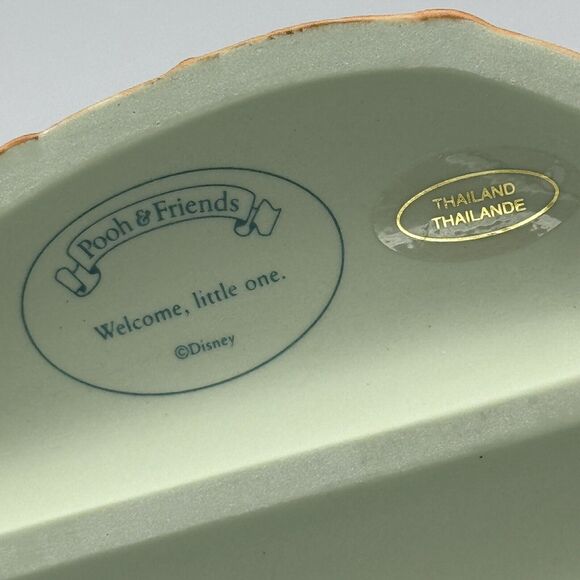 Pooh & Friends
Welcome, little one.
©Disney
THAILAND
THAILANDE